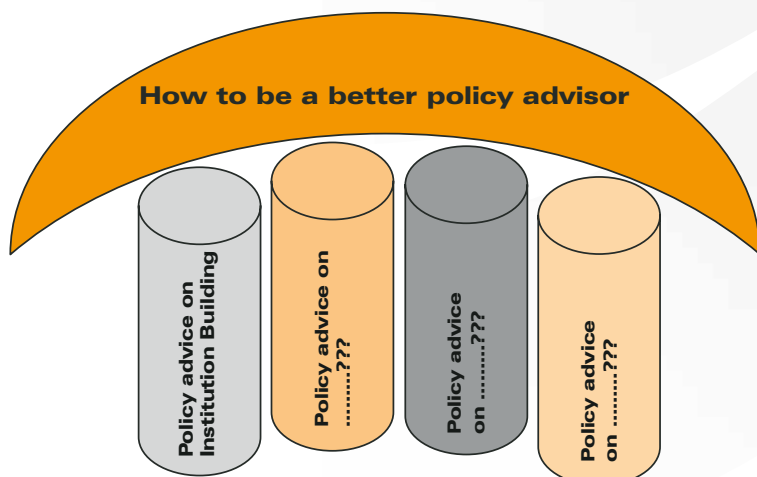 How to be a better policy advisor
Policy advice on
Institution Building
Policy advice on
..........???
Policy advice
on ..........???
Policy advice
on ..........???